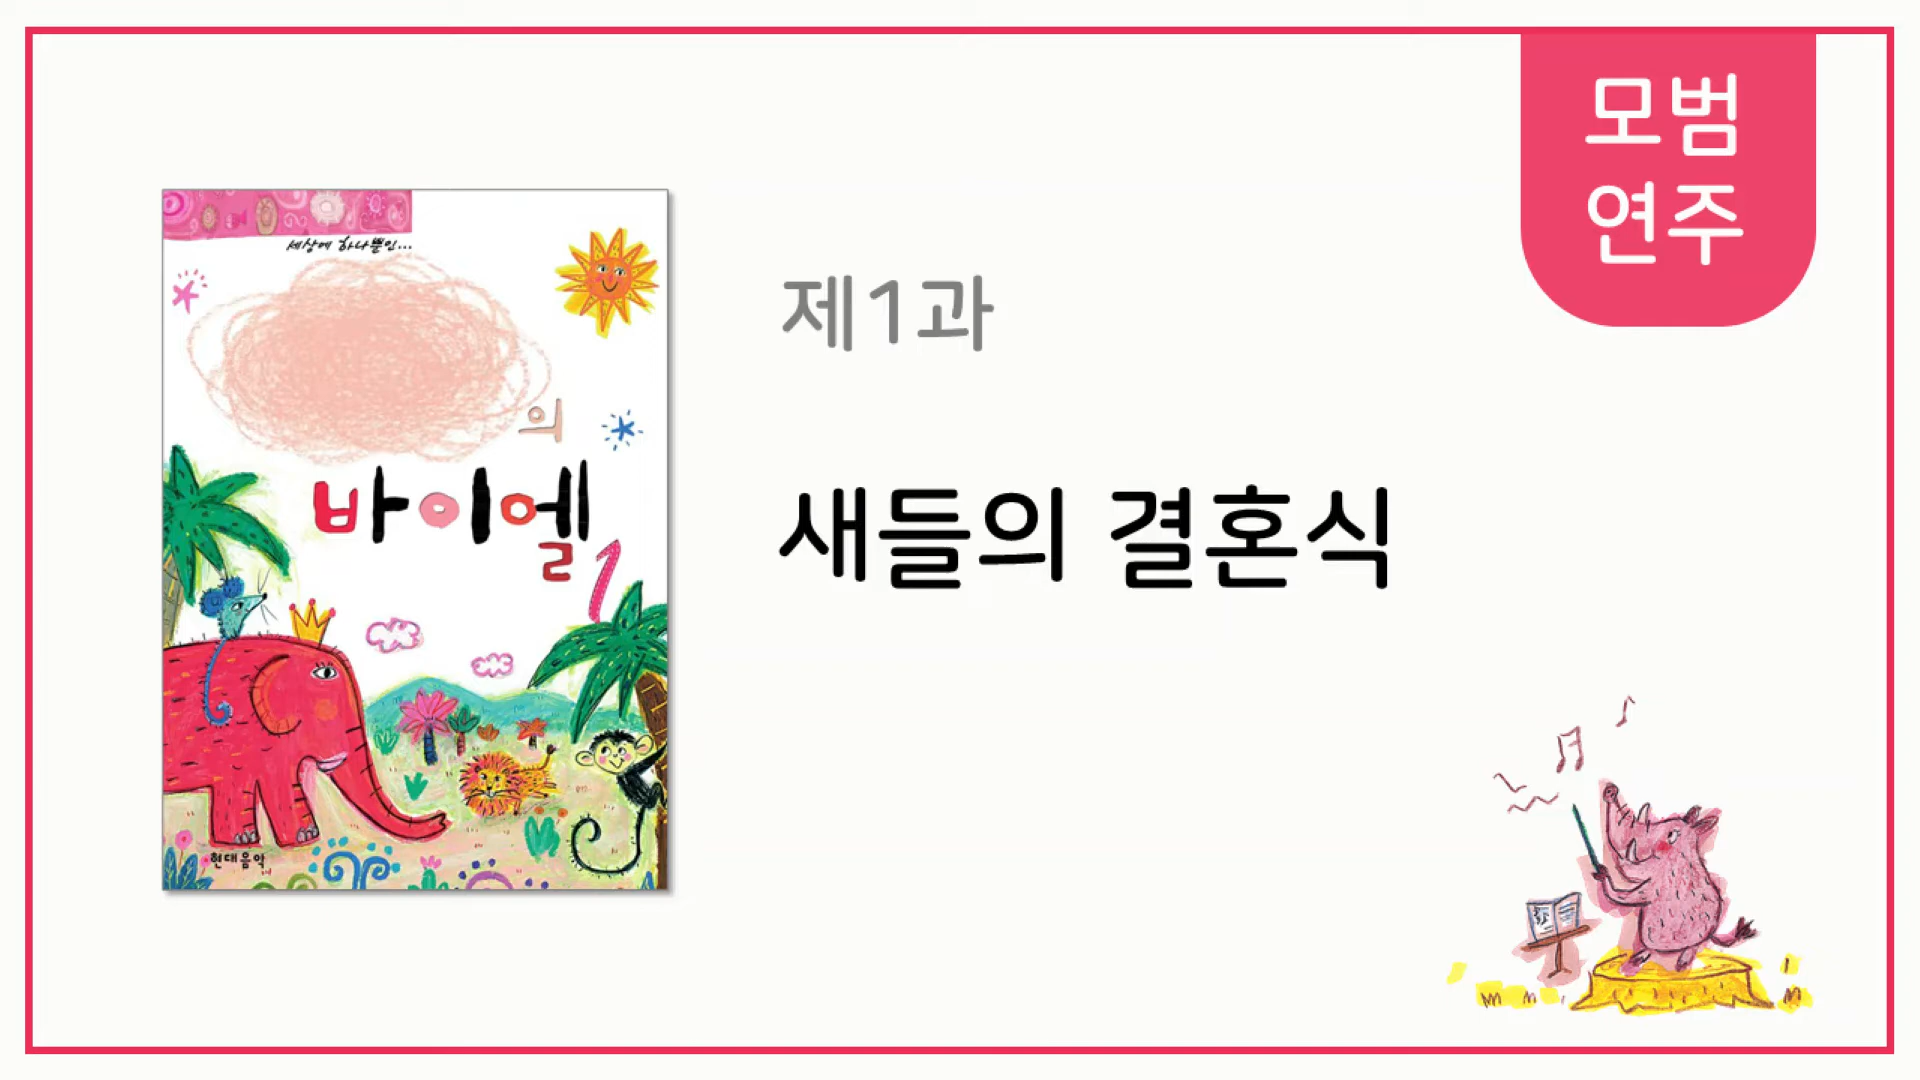 모범
연주
세상에 하나뿐인...
의
바이엘
1
현대음악
제1과
새들의 결혼식